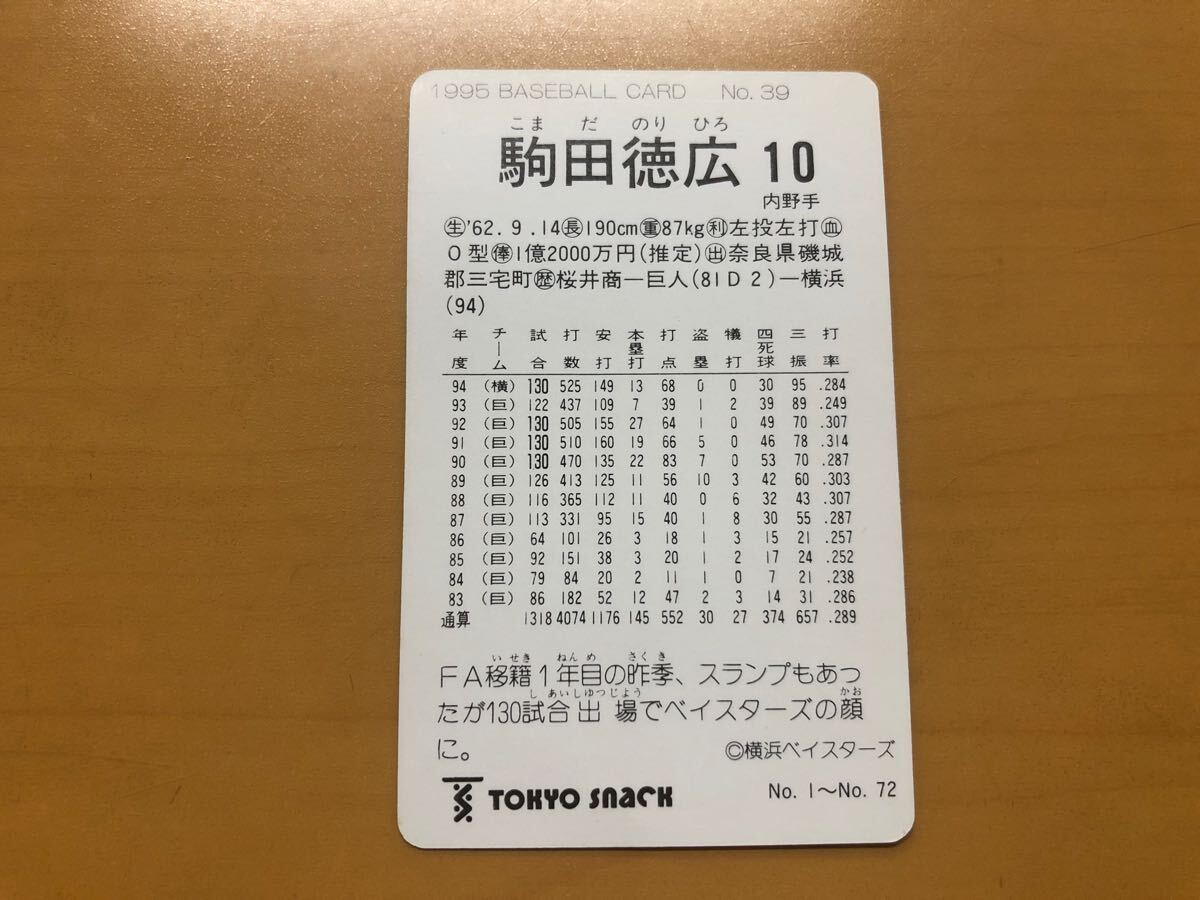 1995 BASEBALL CARD No. 39
こま だ のり ひろ
駒田徳広 10
内野手
㊤'62. 9. 14㊤190cm㊤87kg㊤左投左打㊤
O型㊤1億2000万円(推定)㊤奈良県磯城
郡三宅町㊤桜井商—巨人(81D2)—横浜
(94)
年度 チーム 試合 打数 安打 本塁打 打点 盗塁 犠打 四死球 三振 打率
94 (横) 130 525 149 13 68 0 0 30 95 .284
93 (巨) 122 437 109 7 39 1 2 39 89 .249
92 (巨) 130 505 155 27 64 1 0 49 70 .307
91 (巨) 130 510 160 19 66 5 0 46 78 .314
90 (巨) 130 470 135 22 83 7 0 53 70 .287
89 (巨) 126 413 125 11 56 10 3 42 60 .303
88 (巨) 116 365 112 11 40 0 6 32 43 .307
87 (巨) 113 331 95 15 40 1 8 30 55 .287
86 (巨) 64 101 26 3 18 1 3 15 21 .257
85 (巨) 92 151 38 3 20 1 2 17 24 .252
84 (巨) 79 84 20 2 11 1 0 7 21 .238
83 (巨) 86 182 52 12 47 2 3 14 31 .286
通算 1318 4074 1176 145 552 30 27 374 657 .289
いせき ねんめ さくき
FA移籍1年目の昨季、スランプもあっ
しあいしゆつじよう かお
たが130試合出場でベイスターズの顔
に。
©横浜ベイスターズ
TOKYO SNACK
No. 1～No. 72